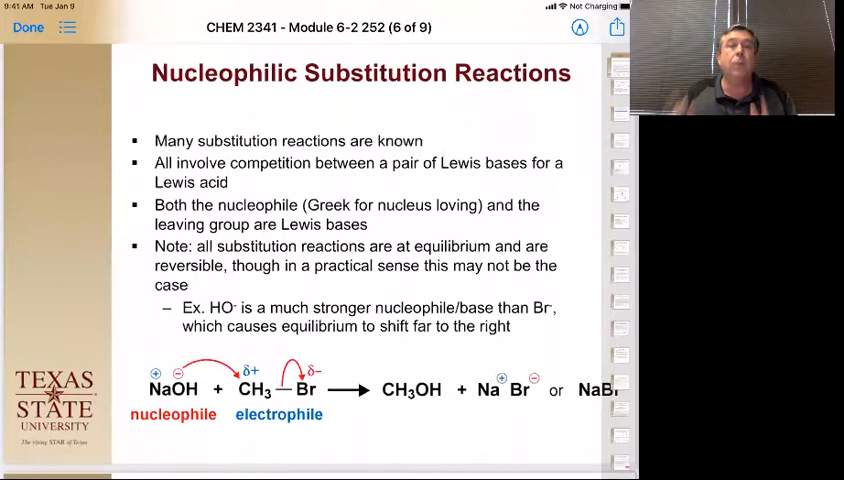 9:41 AM Tue Jan 9
Not Charging
Done
CHEM 2341 - Module 6-2 252 (6 of 9)
Nucleophilic Substitution Reactions
▪ Many substitution reactions are known
▪ All involve competition between a pair of Lewis bases for a
Lewis acid
▪ Both the nucleophile (Greek for nucleus loving) and the
leaving group are Lewis bases
▪ Note: all substitution reactions are at equilibrium and are
reversible, though in a practical sense this may not be the
case
– Ex. HO⁻ is a much stronger nucleophile/base than Br⁻,
which causes equilibrium to shift far to the right
⊕ ⊖ δ+ δ− ⊕ ⊖
NaOH + CH₃ — Br ⟶ CH₃OH + Na Br or NaBr
nucleophile electrophile
TEXAS
STATE
UNIVERSITY
The rising STAR of Texas